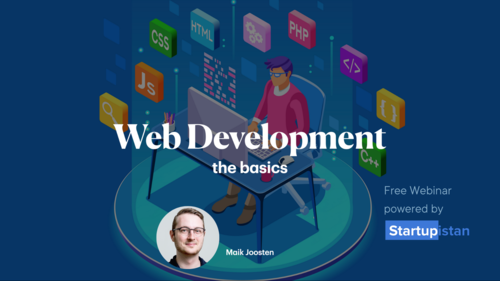 CSS
HTML
PHP
</>
JS
{ }
C++
Web Development
the basics
Free Webinar
powered by
Startupistan
Maik Joosten